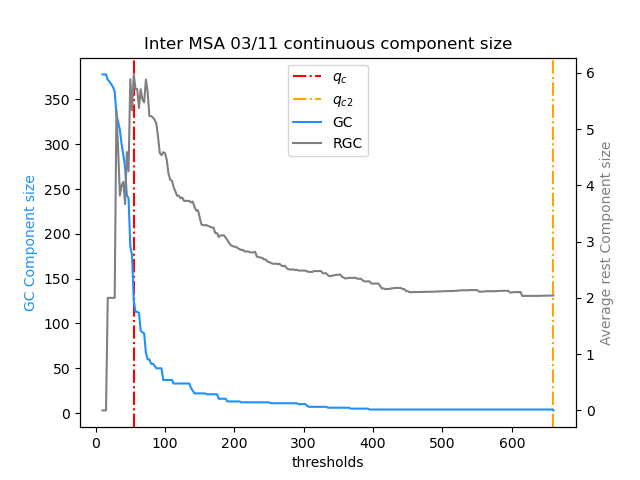 Inter MSA 03/11 continuous component size
q_c
q_c2
GC
RGC
GC Component size
350
300
250
200
150
100
50
0
Average rest Component size
6
5
4
3
2
1
0
0 100 200 300 400 500 600
thresholds